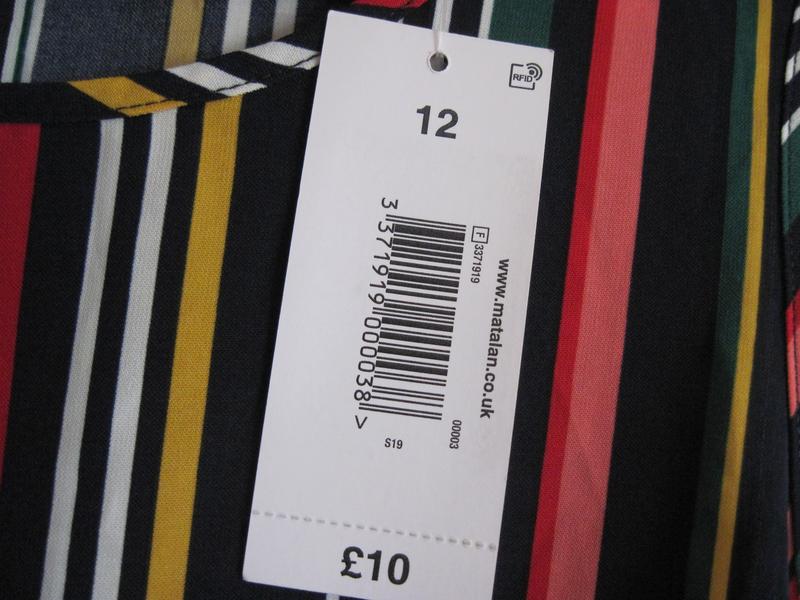 RFID
12
www.matalan.co.uk
F 3371919
3 371919 000038 >
00003
S19
£10